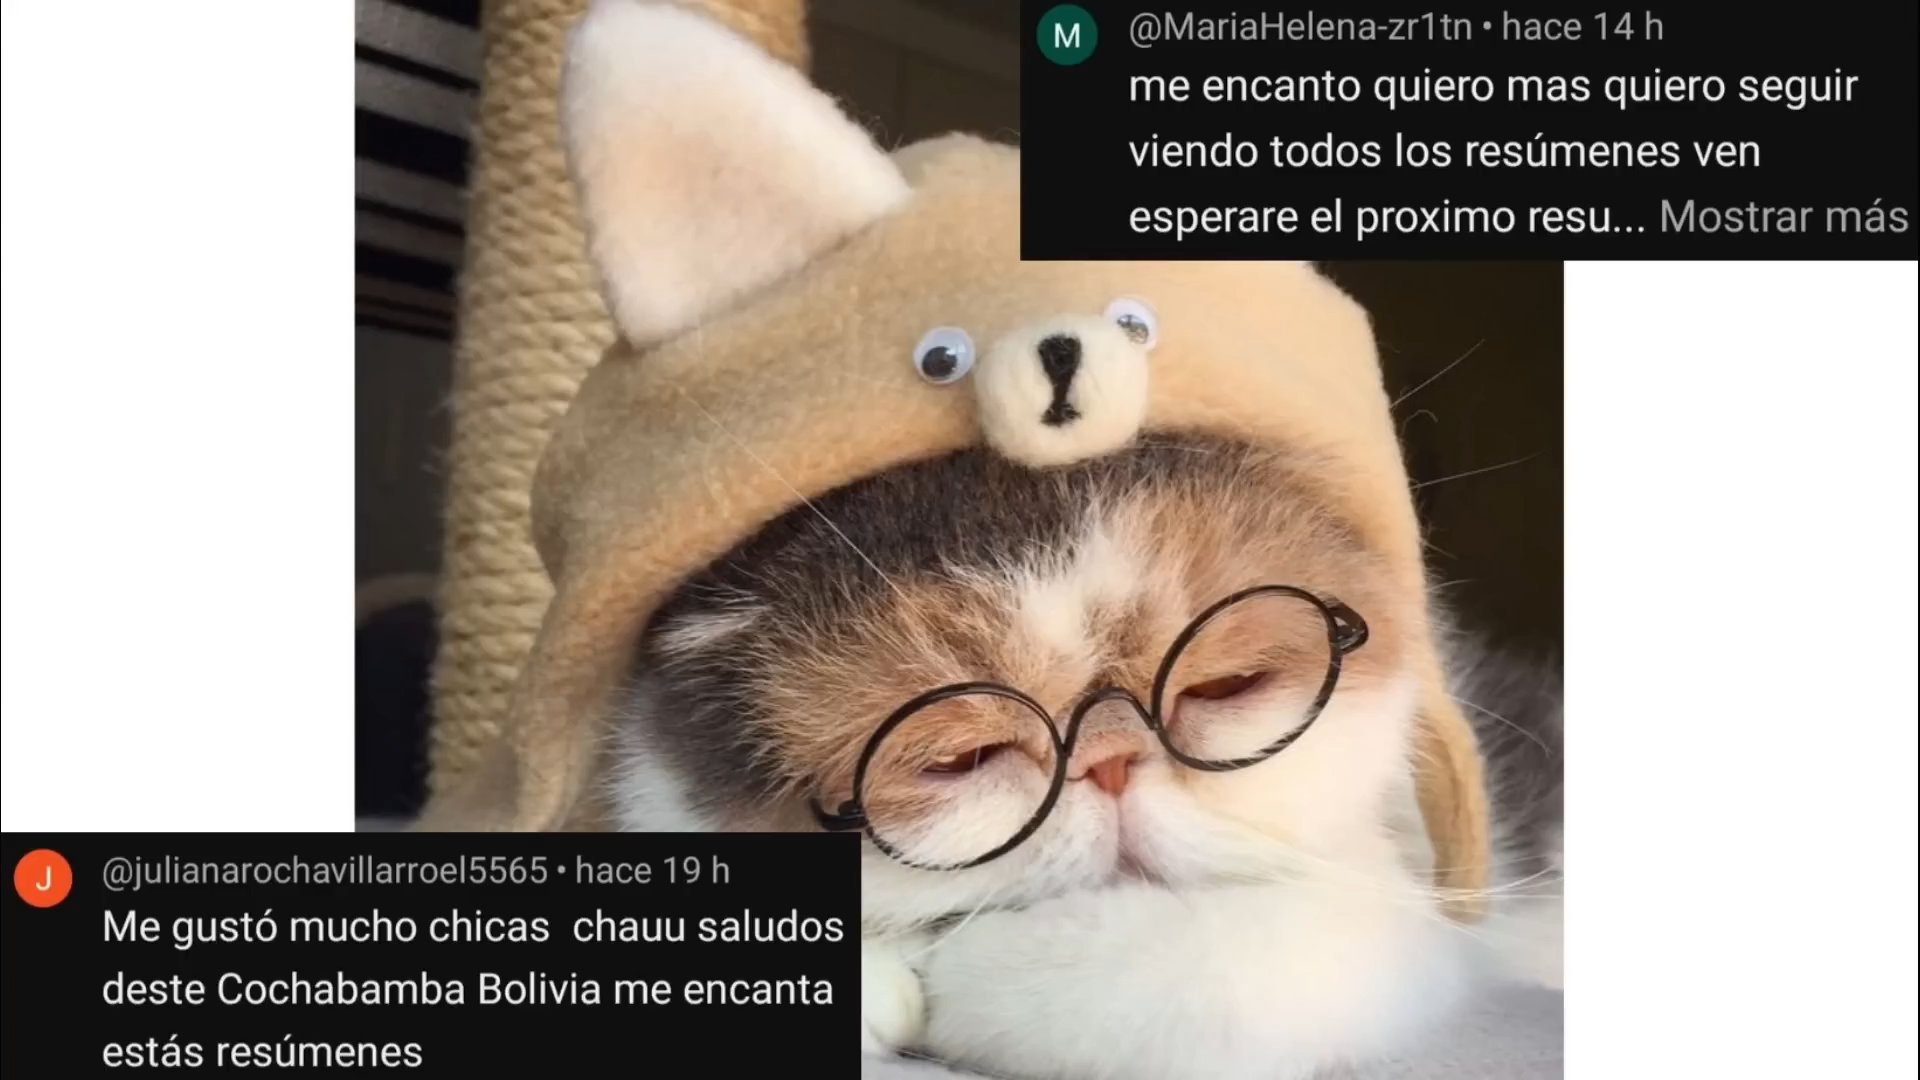 M
@MariaHelena-zr1tn • hace 14 h
me encanto quiero mas quiero seguir
viendo todos los resúmenes ven
esperare el proximo resu... Mostrar más
J
@julianarochavillarroel5565 • hace 19 h
Me gustó mucho chicas  chauu saludos
deste Cochabamba Bolivia me encanta
estás resúmenes